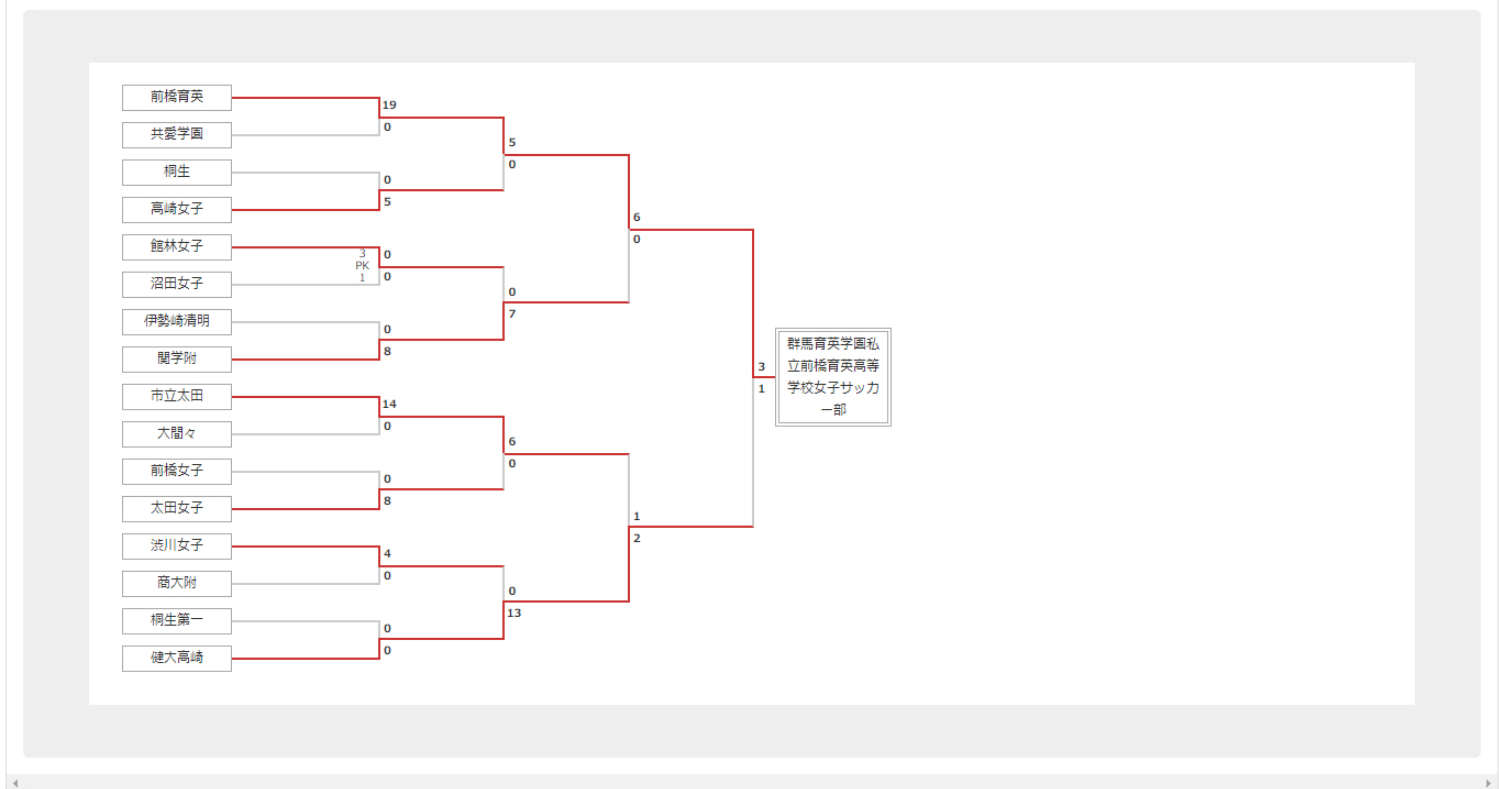 前橋育英
19
共愛学園
0
5
0
桐生
0
高崎女子
5
6
0
館林女子
3
PK
1
0
沼田女子
0
0
7
伊勢崎清明
0
関学附
8
群馬育英学園私
立前橋育英高等
学校女子サッカ
ー部
3
1
市立太田
14
大間々
0
6
0
前橋女子
0
太田女子
8
1
2
渋川女子
4
商大附
0
0
13
桐生第一
0
健大高崎
0